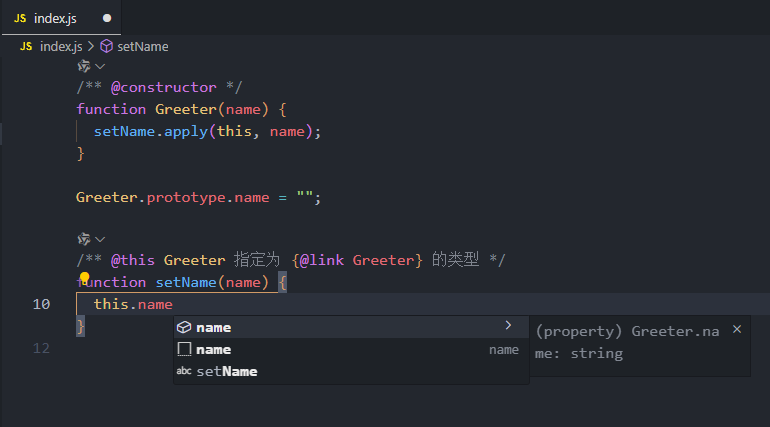 JS index.js
JS index.js > setName
/** @constructor */
function Greeter(name) {
  setName.apply(this, name);
}
Greeter.prototype.name = "";
/** @this Greeter 指定为 {@link Greeter} 的类型 */
function setName(name) {
10   this.name
}
name
name name
abc setName
(property) Greeter.na
me: string
12